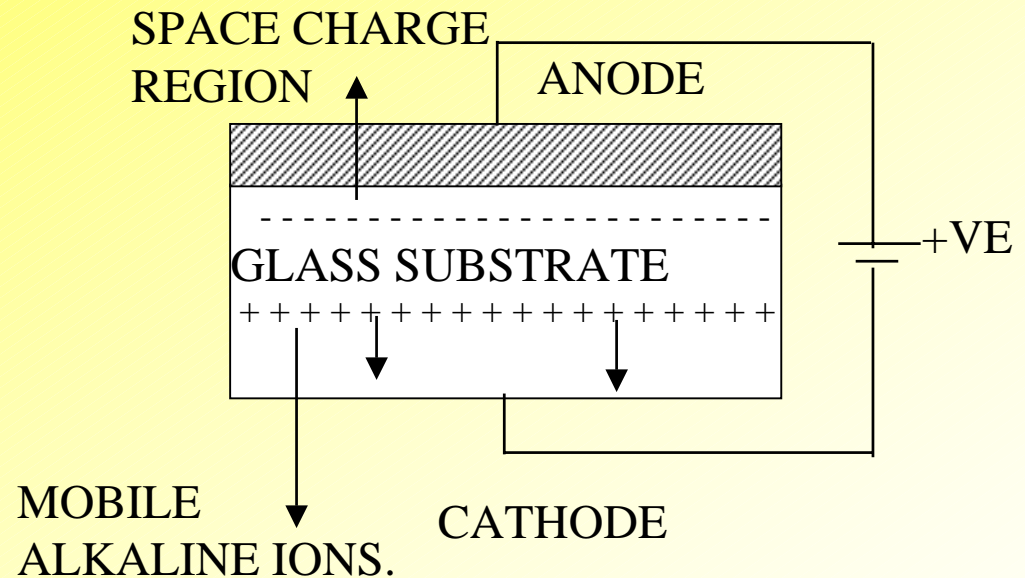 SPACE CHARGE
REGION
ANODE
- - - - - - - - - - - - - - - - - - - - - - - - - - - - - - - - - -
+VE
GLASS SUBSTRATE
+ + + + + + + + + + + + + + + + + +
MOBILE
ALKALINE IONS.
CATHODE